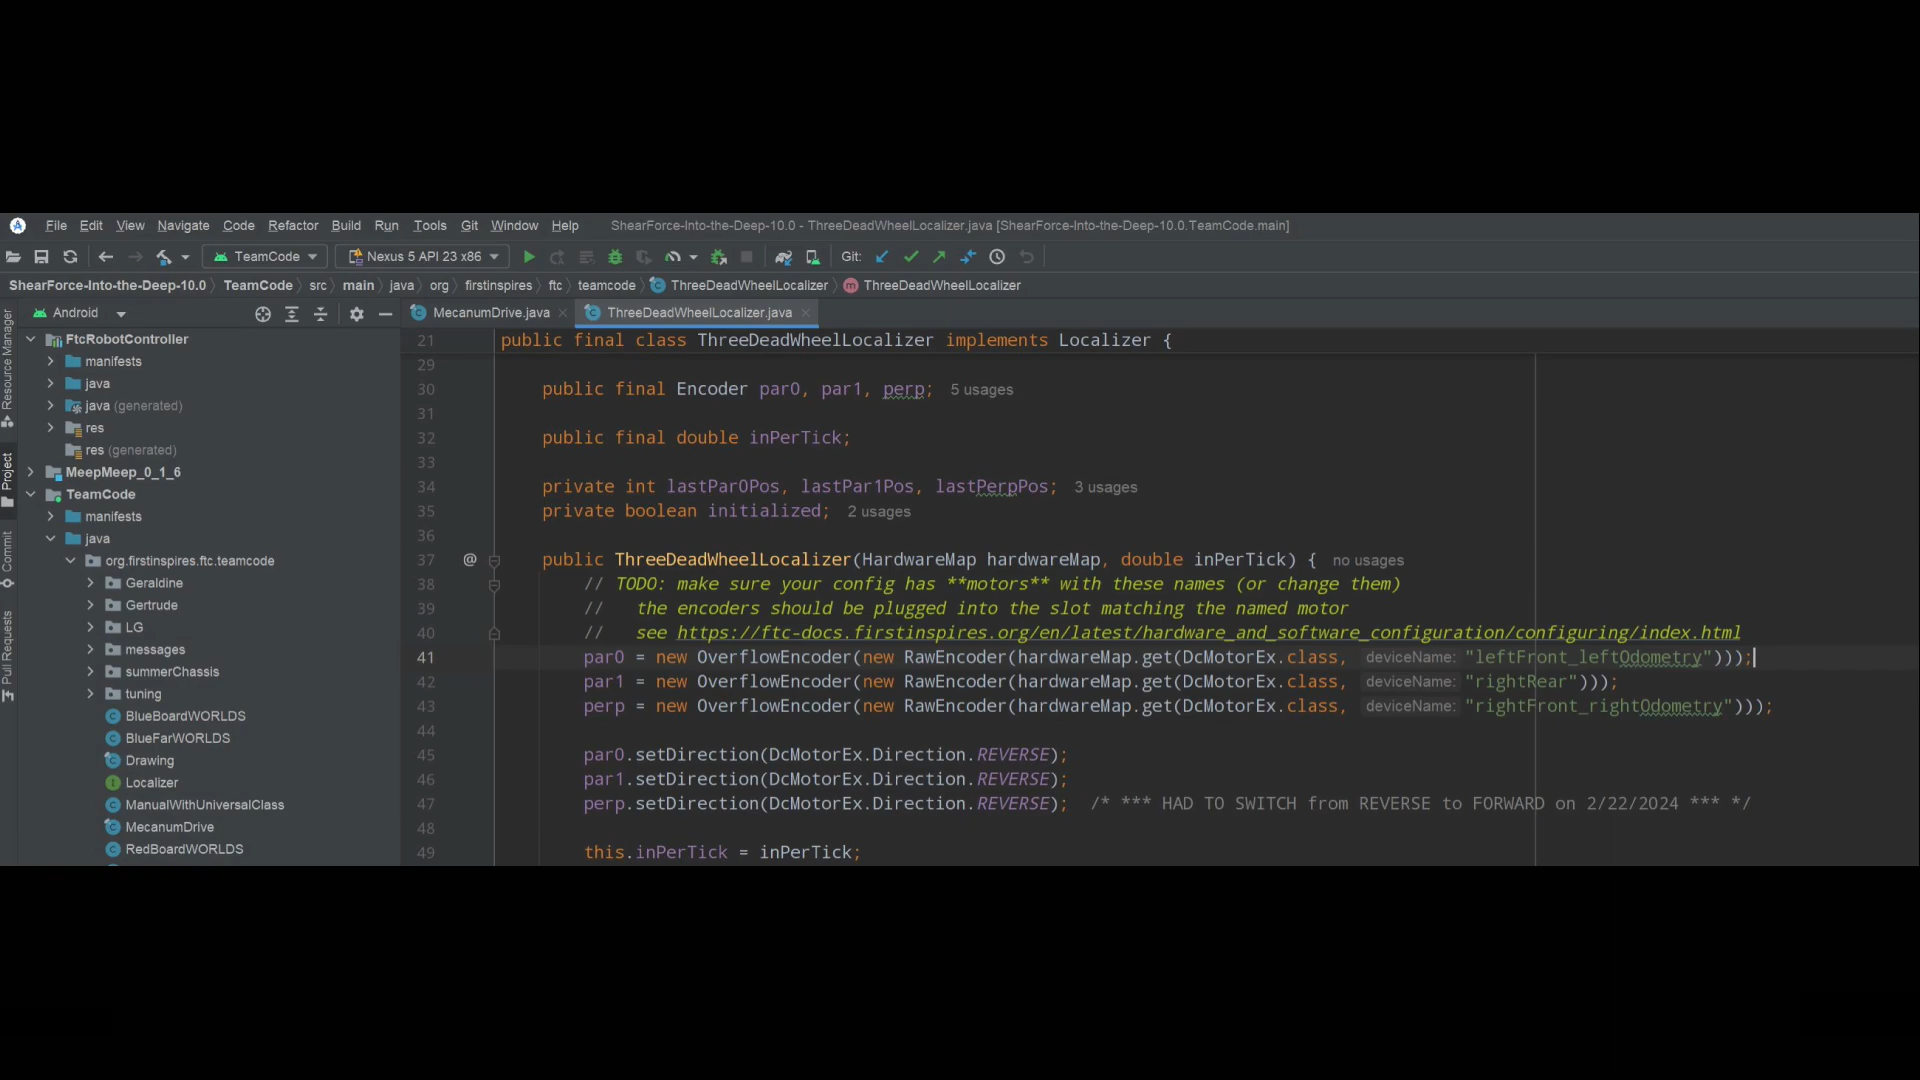 File Edit View Navigate Code Refactor Build Run Tools Git Window Help ShearForce-Into-the-Deep-10.0 - ThreeDeadWheelLocalizer.java [ShearForce-Into-the-Deep-10.0.TeamCode.main]
TeamCode Nexus 5 API 23 x86 Git:
ShearForce-Into-the-Deep-10.0 TeamCode src main java org firstinspires ftc teamcode ThreeDeadWheelLocalizer ThreeDeadWheelLocalizer
Resource Manager
Project
Commit
Pull Requests
Android
FtcRobotController
manifests
java
java (generated)
res
res (generated)
MeepMeep_0_1_6
TeamCode
manifests
java
org.firstinspires.ftc.teamcode
Geraldine
Gertrude
LG
messages
summerChassis
tuning
BlueBoardWORLDS
BlueFarWORLDS
Drawing
Localizer
ManualWithUniversalClass
MecanumDrive
RedBoardWORLDS
MecanumDrive.java ThreeDeadWheelLocalizer.java
21 public final class ThreeDeadWheelLocalizer implements Localizer {
29
30 public final Encoder par0, par1, perp; 5 usages
31
32 public final double inPerTick;
33
34 private int lastPar0Pos, lastPar1Pos, lastPerpPos; 3 usages
35 private boolean initialized; 2 usages
36
37 @ public ThreeDeadWheelLocalizer(HardwareMap hardwareMap, double inPerTick) { no usages
38 // TODO: make sure your config has **motors** with these names (or change them)
39 // the encoders should be plugged into the slot matching the named motor
40 // see https://ftc-docs.firstinspires.org/en/latest/hardware_and_software_configuration/configuring/index.html
41 par0 = new OverflowEncoder(new RawEncoder(hardwareMap.get(DcMotorEx.class, deviceName: "leftFront_leftOdometry")));
42 par1 = new OverflowEncoder(new RawEncoder(hardwareMap.get(DcMotorEx.class, deviceName: "rightRear")));
43 perp = new OverflowEncoder(new RawEncoder(hardwareMap.get(DcMotorEx.class, deviceName: "rightFront_rightOdometry")));
44
45 par0.setDirection(DcMotorEx.Direction.REVERSE);
46 par1.setDirection(DcMotorEx.Direction.REVERSE);
47 perp.setDirection(DcMotorEx.Direction.REVERSE); /* *** HAD TO SWITCH from REVERSE to FORWARD on 2/22/2024 *** */
48
49 this.inPerTick = inPerTick;